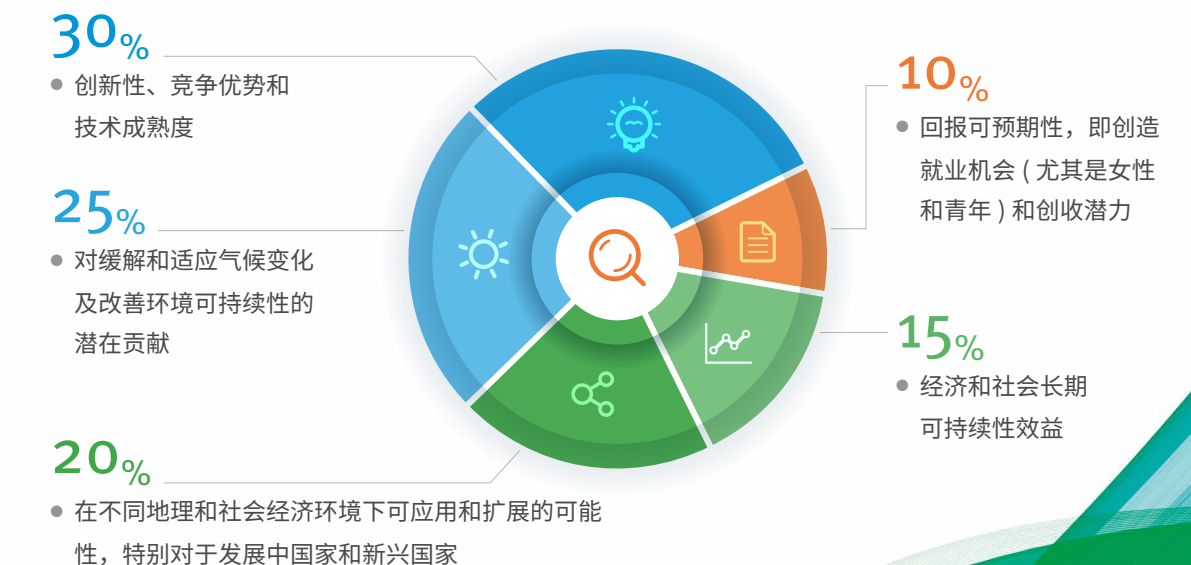 30%
创新性、竞争优势和
技术成熟度
25%
对缓解和适应气候变化
及改善环境可持续性的
潜在贡献
20%
在不同地理和社会经济环境下可应用和扩展的可能
性，特别对于发展中国家和新兴国家
10%
回报可预期性，即创造
就业机会 ( 尤其是女性
和青年 ) 和创收潜力
15%
经济和社会长期
可持续性效益